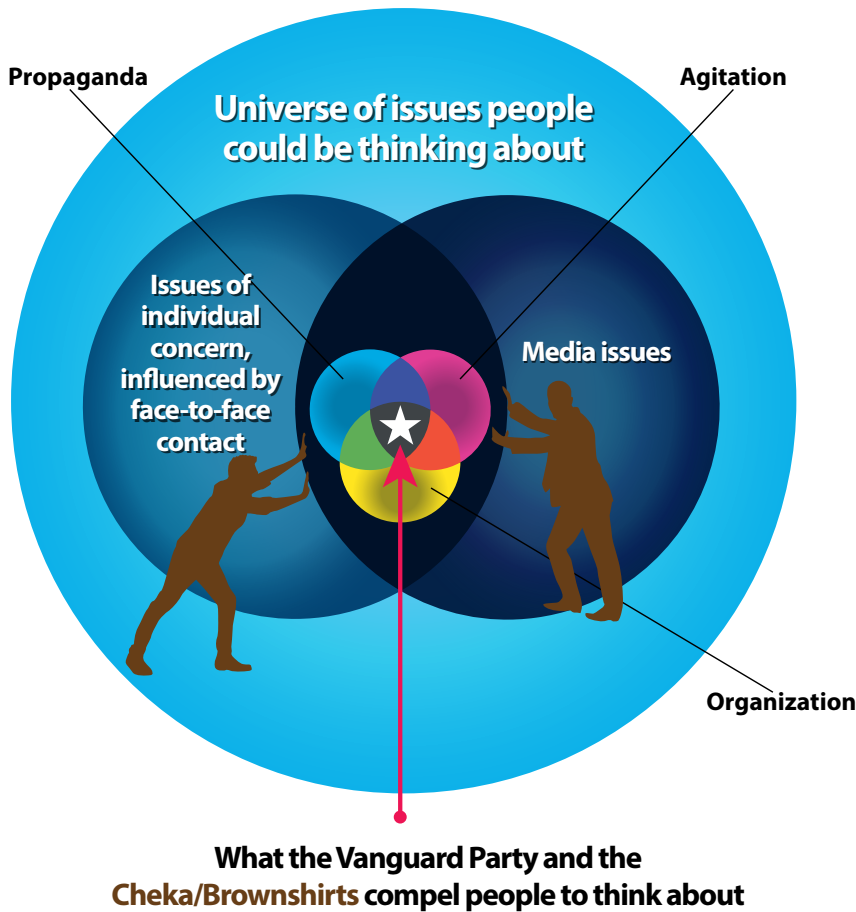 Propaganda
Agitation
Universe of issues people
could be thinking about
Issues of
individual
concern,
influenced by
face-to-face
contact
Media issues
Organization
What the Vanguard Party and the
Cheka/Brownshirts compel people to think about